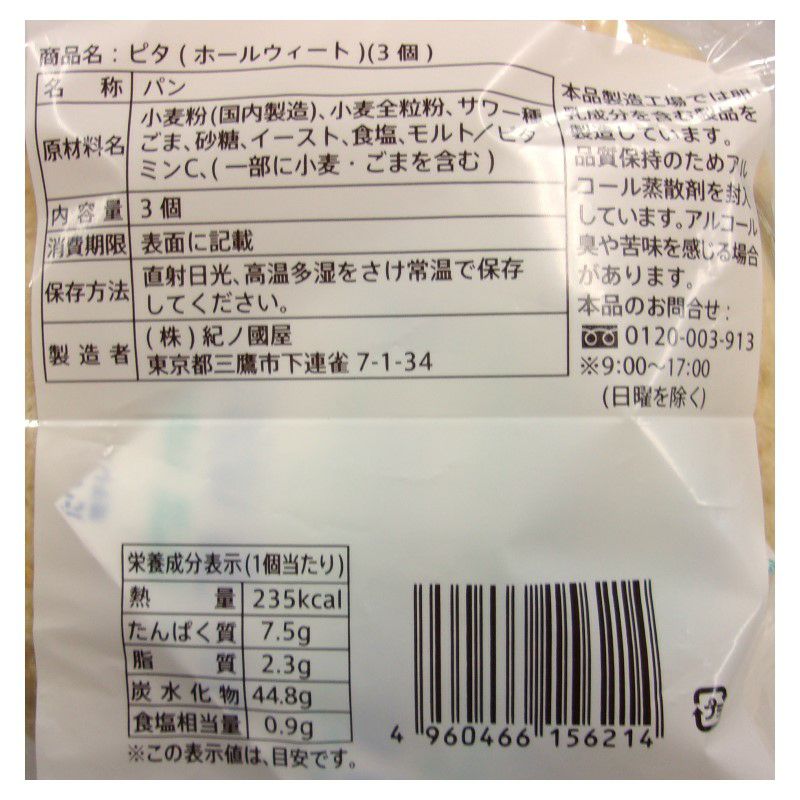 商品名：ピタ(ホールウィート)(3個)
名称 パン
原材料名 小麦粉(国内製造)、小麦全粒粉、サワー種、
ごま、砂糖、イースト、食塩、モルト／ビタ
ミンC、(一部に小麦・ごまを含む)
内容量 3個
消費期限 表面に記載
保存方法 直射日光、高温多湿をさけ常温で保存
してください。
製造者 (株)紀ノ國屋
東京都三鷹市下連雀 7-1-34
本品製造工場では卵、
乳成分を含む製品を
製造しています。
品質保持のためアル
コール蒸散剤を封入
しています。アルコール
臭や苦味を感じる場合
があります。
本品のお問合せ：
0120-003-913
※9:00〜17:00
(日曜を除く)
栄養成分表示(1個当たり)
熱量 235kcal
たんぱく質 7.5g
脂質 2.3g
炭水化物 44.8g
食塩相当量 0.9g
※この表示値は、目安です。
4 960466 156214
プラ